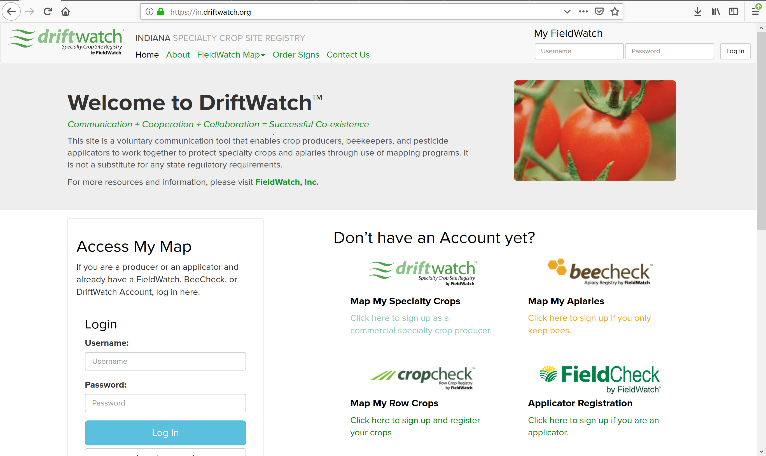 https://in.driftwatch.org
driftwatch
Specialty Crop Site Registry
by FieldWatch
INDIANA SPECIALTY CROP SITE REGISTRY
Home About FieldWatch Map Order Signs Contact Us
My FieldWatch
Username Password Log In
Welcome to DriftWatch™
Communication + Cooperation + Collaboration = Successful Co-existence
This site is a voluntary communication tool that enables crop producers, beekeepers, and pesticide
applicators to work together to protect specialty crops and apiaries through use of mapping programs. It
is not a substitute for any state regulatory requirements.
For more resources and information, please visit FieldWatch, Inc.
Access My Map
If you are a producer or an applicator and
already have a FieldWatch, BeeCheck, or
DriftWatch Account, log in here.
Login
Username:
Username
Password:
Password
Log In
Don't have an Account yet?
driftwatch
Specialty Crop Site Registry
by FieldWatch
Map My Specialty Crops
Click here to sign up as a
commercial specialty crop producer.
beecheck™
Apiary Registry by FieldWatch
Map My Apiaries
Click here to sign up if you only
keep bees.
cropcheck™
Row Crop Registry
by FieldWatch
Map My Row Crops
Click here to sign up and register
your crops
FieldCheck
by FieldWatch
Applicator Registration
Click here to sign up if you are an
applicator.